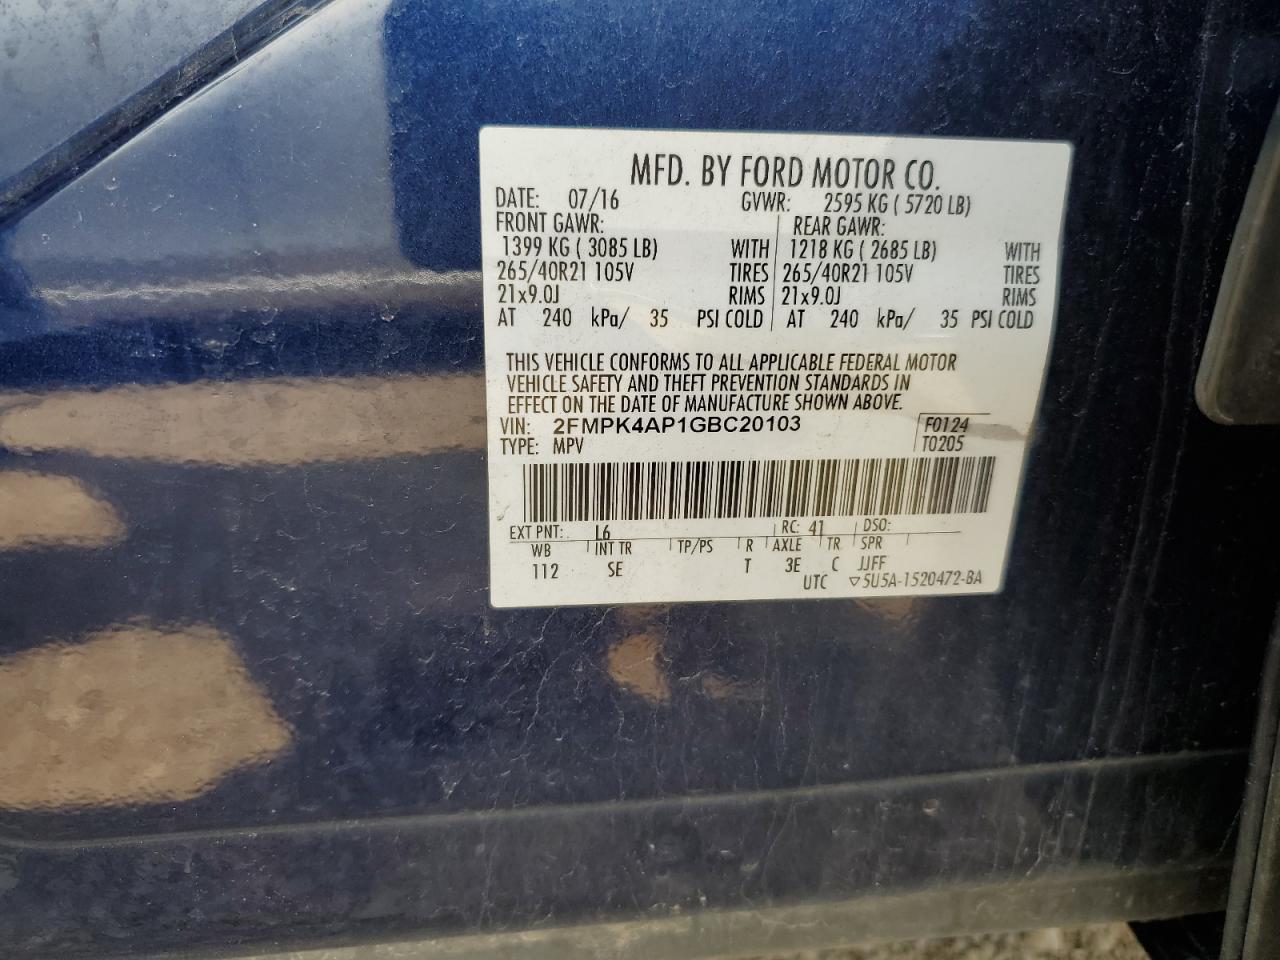 MFD. BY FORD MOTOR CO.
DATE: 07/16 GVWR: 2595 KG ( 5720 LB)
FRONT GAWR: REAR GAWR:
1399 KG ( 3085 LB) WITH 1218 KG ( 2685 LB) WITH
265/40R21 105V TIRES 265/40R21 105V TIRES
21x9.0J RIMS 21x9.0J RIMS
AT 240 kPa/ 35 PSI COLD AT 240 kPa/ 35 PSI COLD
THIS VEHICLE CONFORMS TO ALL APPLICABLE FEDERAL MOTOR
VEHICLE SAFETY AND THEFT PREVENTION STANDARDS IN
EFFECT ON THE DATE OF MANUFACTURE SHOWN ABOVE.
VIN: 2FMPK4AP1GBC20103 F0124
TYPE: MPV T0205
EXT PNT: L6 RC: 41 DSO:
WB INT TR TP/PS R AXLE TR SPR
112 SE T 3E C JJFF
UTC ▽5U5A-1520472-BA